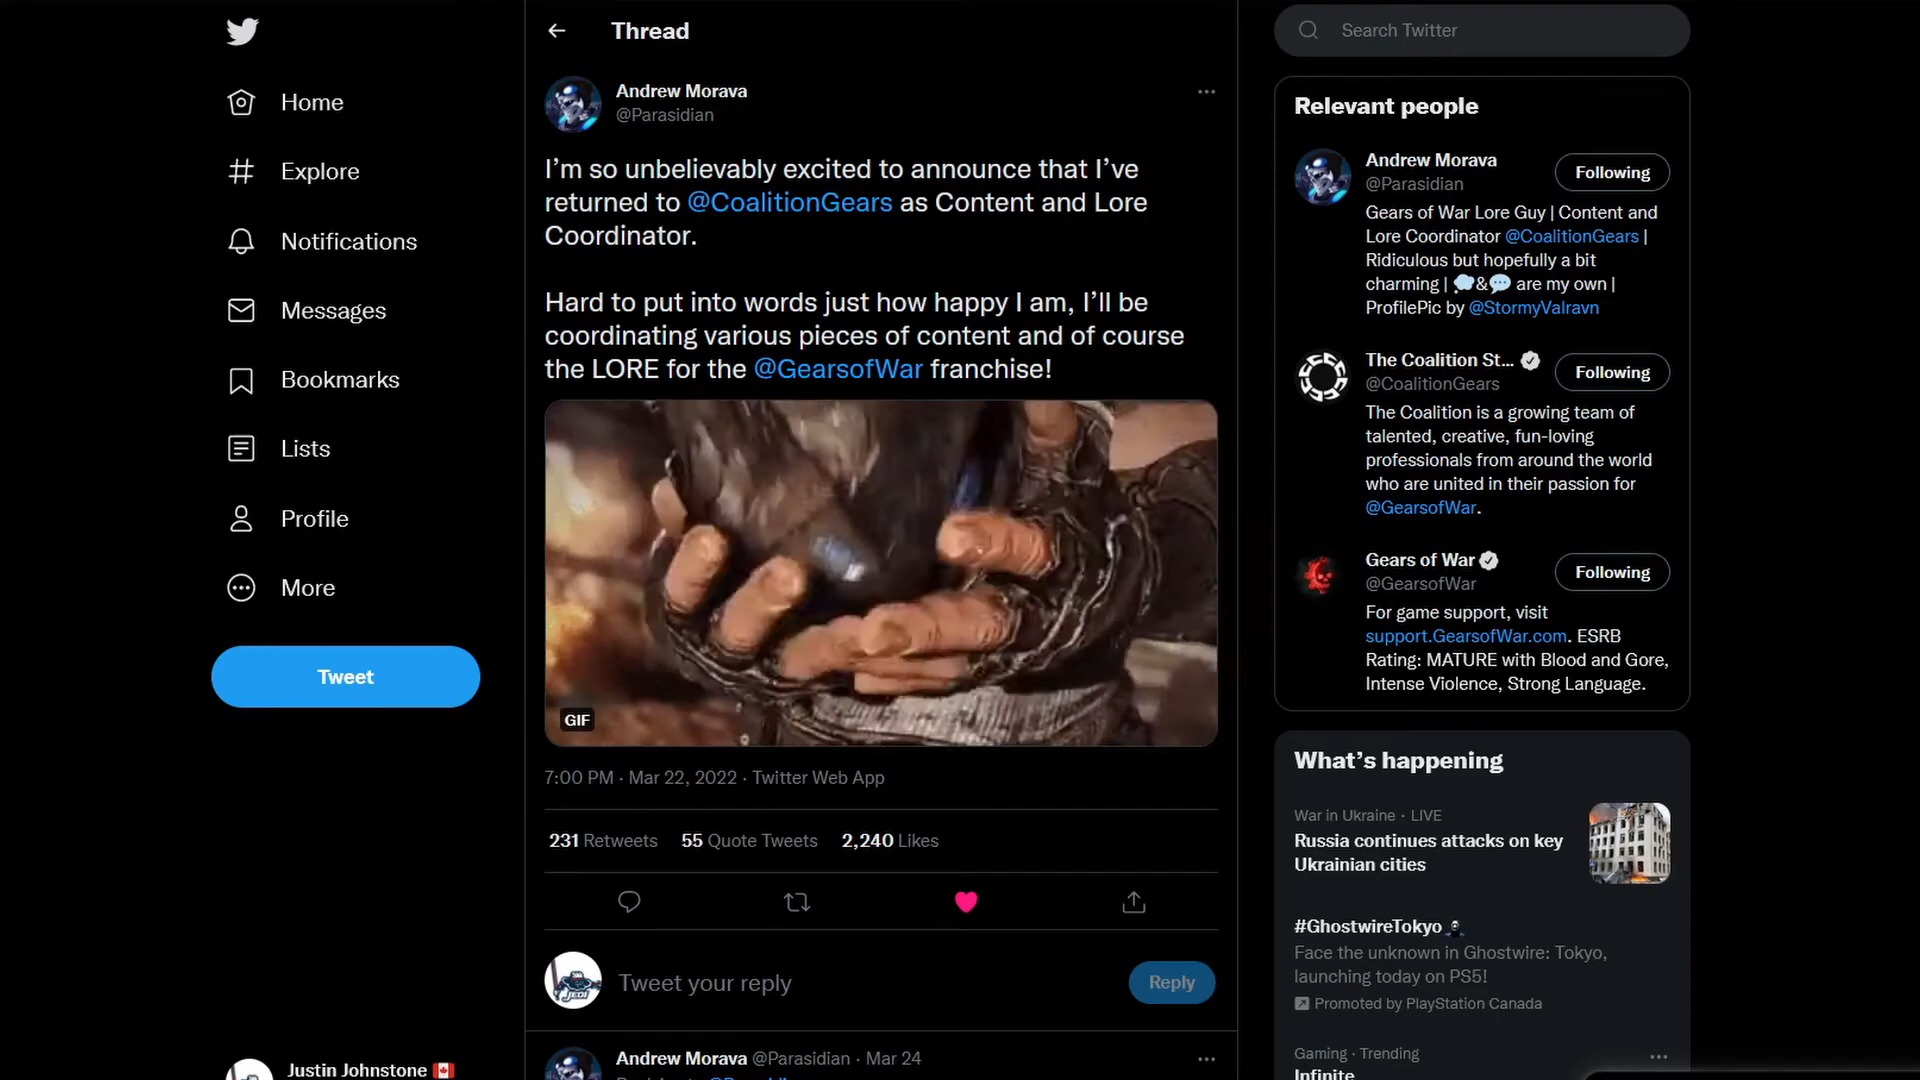 Home
Explore
Notifications
Messages
Bookmarks
Lists
Profile
More
Tweet
Justin Johnstone
Thread
Andrew Morava
@Parasidian
I’m so unbelievably excited to announce that I’ve
returned to @CoalitionGears as Content and Lore
Coordinator.
Hard to put into words just how happy I am, I’ll be
coordinating various pieces of content and of course
the LORE for the @GearsofWar franchise!
GIF
7:00 PM · Mar 22, 2022 · Twitter Web App
231 Retweets 55 Quote Tweets 2,240 Likes
JEDI
Tweet your reply
Reply
Andrew Morava @Parasidian · Mar 24
Search Twitter
Relevant people
Andrew Morava
@Parasidian
Following
Gears of War Lore Guy | Content and
Lore Coordinator @CoalitionGears |
Ridiculous but hopefully a bit
charming | 💭&💬 are my own |
ProfilePic by @StormyValravn
The Coalition St...
@CoalitionGears
Following
The Coalition is a growing team of
talented, creative, fun-loving
professionals from around the world
who are united in their passion for
@GearsofWar.
Gears of War
@GearsofWar
Following
For game support, visit
support.GearsofWar.com. ESRB
Rating: MATURE with Blood and Gore,
Intense Violence, Strong Language.
What’s happening
War in Ukraine · LIVE
Russia continues attacks on key
Ukrainian cities
#GhostwireTokyo
Face the unknown in Ghostwire: Tokyo,
launching today on PS5!
Promoted by PlayStation Canada
Gaming · Trending
Infinite